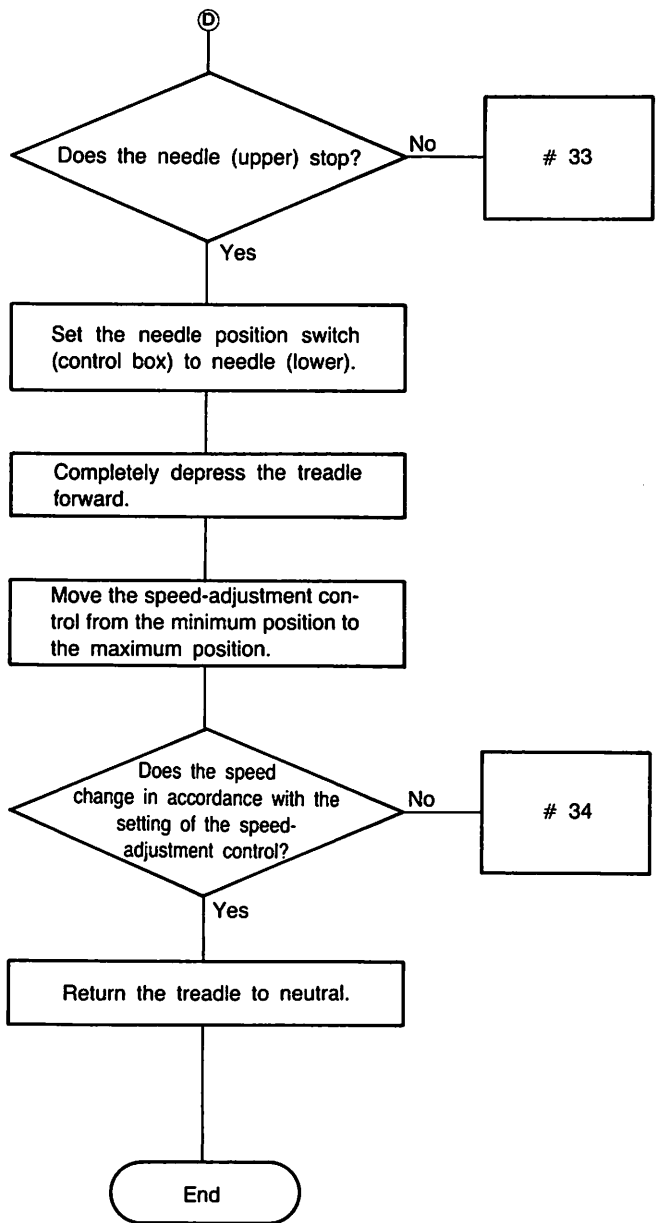 D
Does the needle (upper) stop?
No
# 33
Yes
Set the needle position switch
(control box) to needle (lower).
Completely depress the treadle
forward.
Move the speed-adjustment con-
trol from the minimum position to
the maximum position.
Does the speed
change in accordance with the
setting of the speed-
adjustment control?
No
# 34
Yes
Return the treadle to neutral.
End